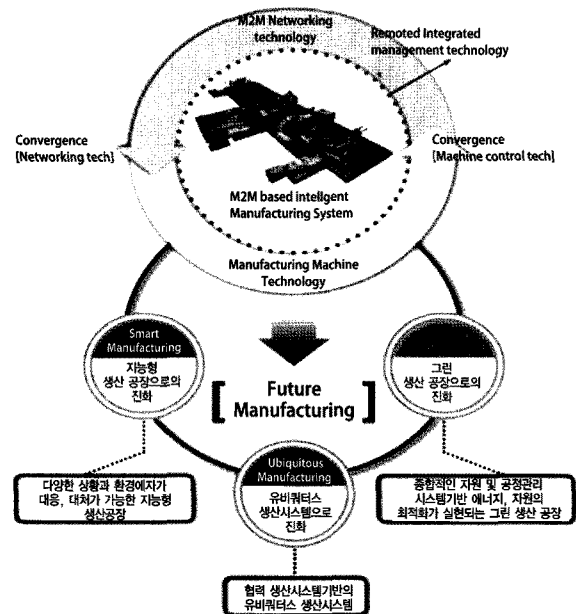 M2M Networking
technology
Remoted Integrated
management technology
Convergence
[Networking tech]
Convergence
[Machine control tech]
M2M based intellgent
Manufacturing System
Manufacturing Machine
Technology
Smart
Manufacturing
지능형
생산 공장으로의
진화
그린
생산 공장으로의
진화
[ Future
Manufacturing ]
Ubiquitous
Manufacturing
유비쿼터스
생산시스템으로
진화
다양한 상황과 환경에자가
대응, 대처가 가능한 지능형
생산공장
종합적인 자원 및 공정관리
시스템기반 에너지, 자원의
최적화가 실현되는 그린 생산 공장
협력 생산시스템기반의
유비쿼터스 생산시스템